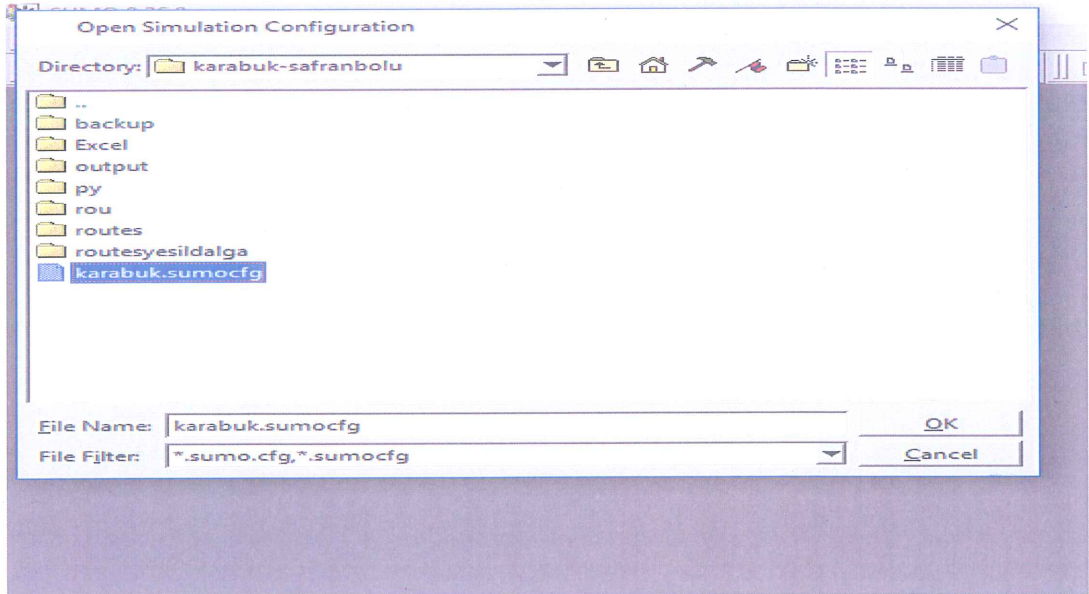 Open Simulation Configuration
Directory: karabuk-safranbolu
..
backup
Excel
output
py
rou
routes
routesyesildalga
karabuk.sumocfg
File Name: karabuk.sumocfg OK
File Filter: *.sumo.cfg,*.sumocfg Cancel